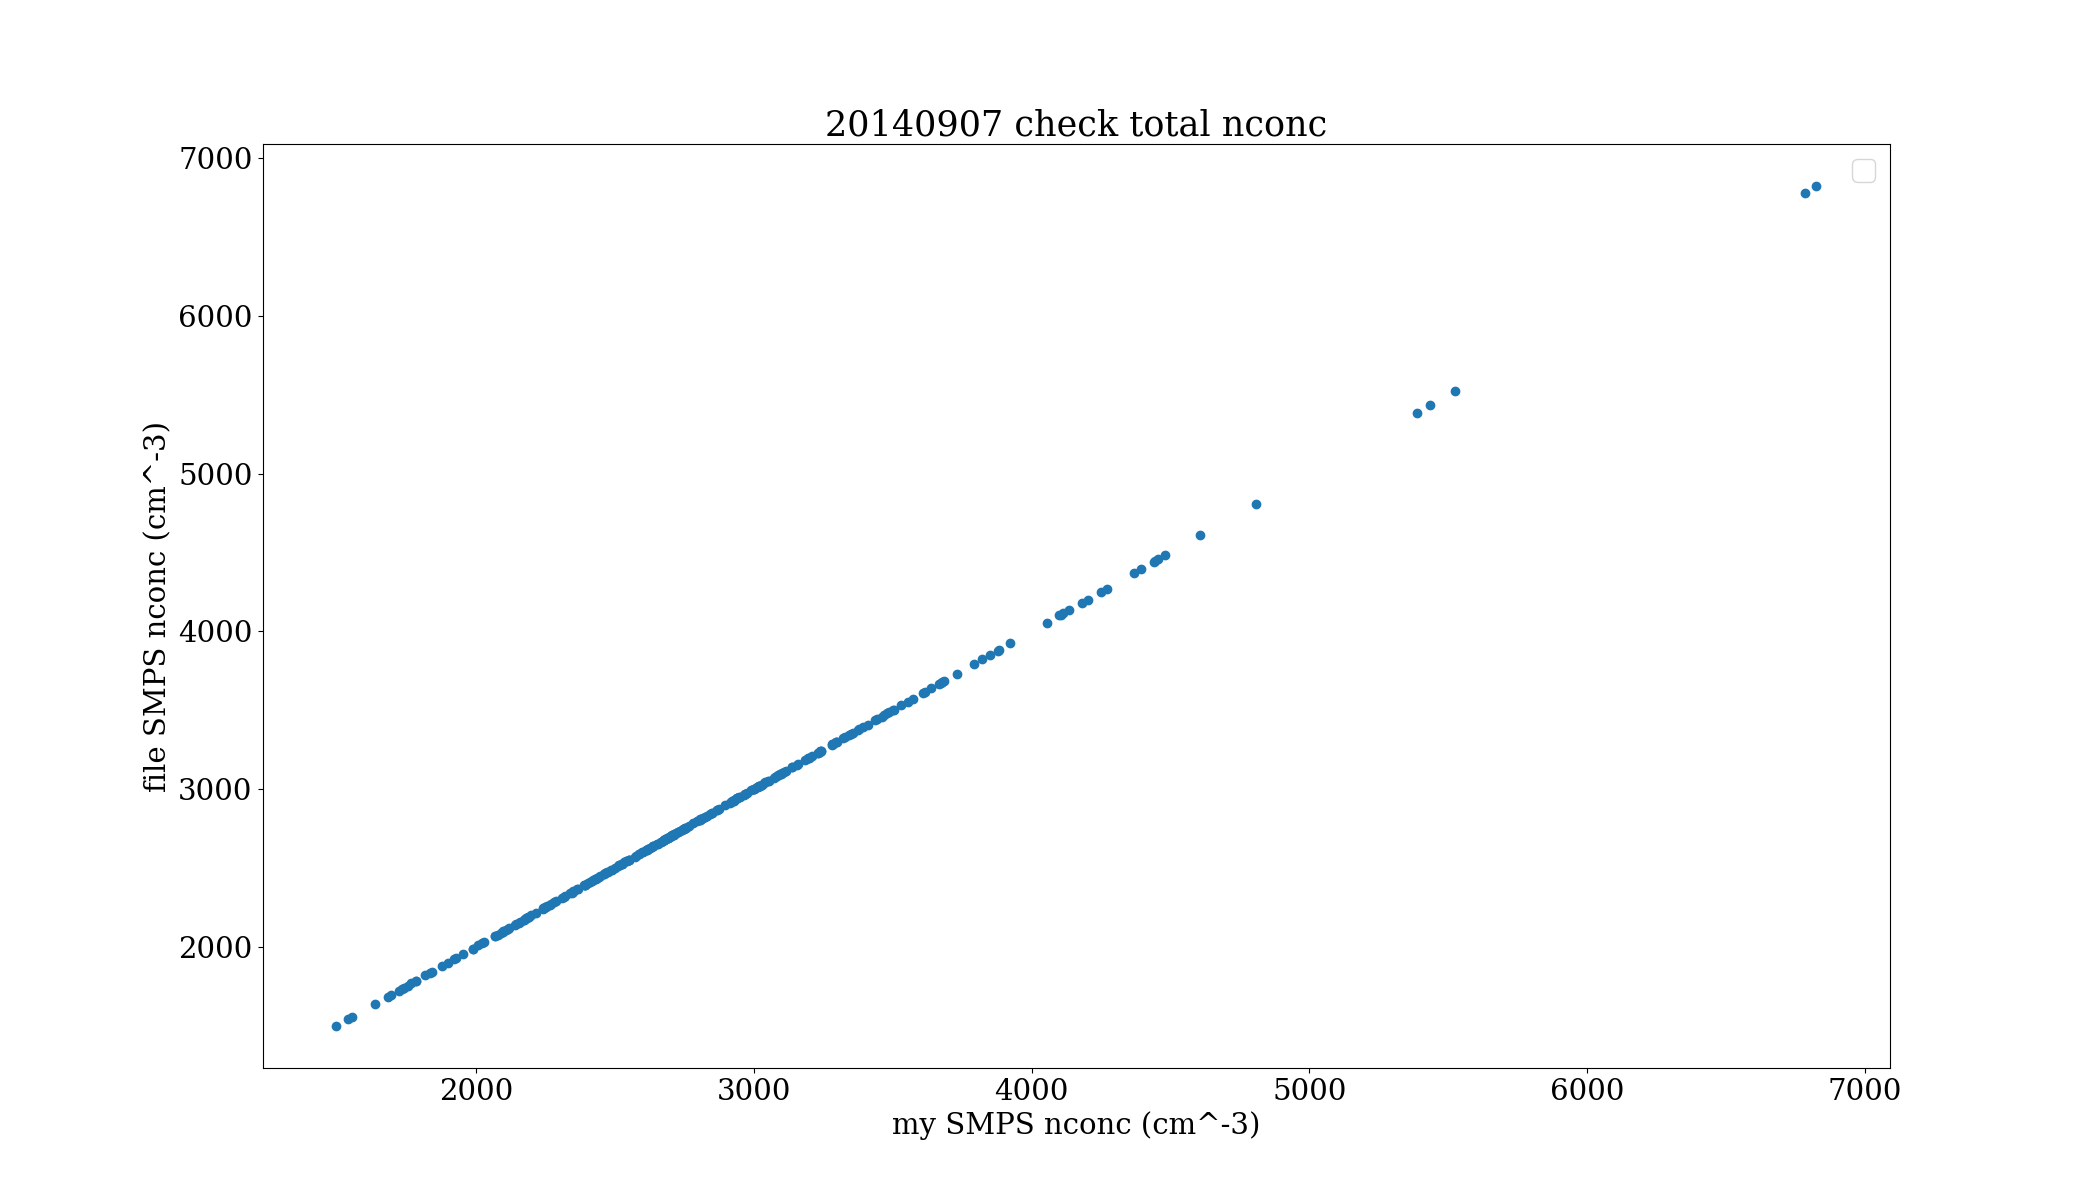 20140907 check total nconc
7000
6000
5000
4000
3000
2000
file SMPS nconc (cm^-3)
2000 3000 4000 5000 6000 7000
my SMPS nconc (cm^-3)